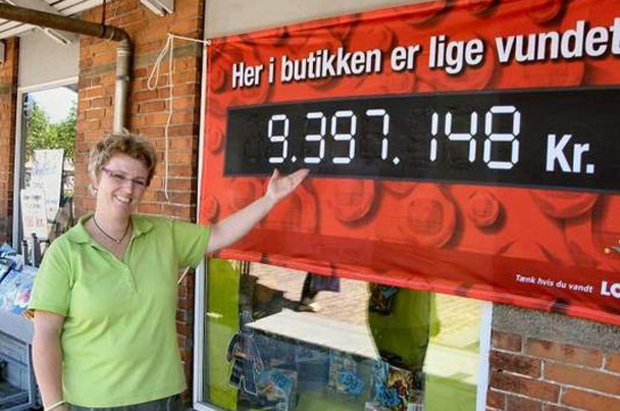 Her i butikken er lige vundet
9.397.148 Kr.
Tænk hvis du vandt